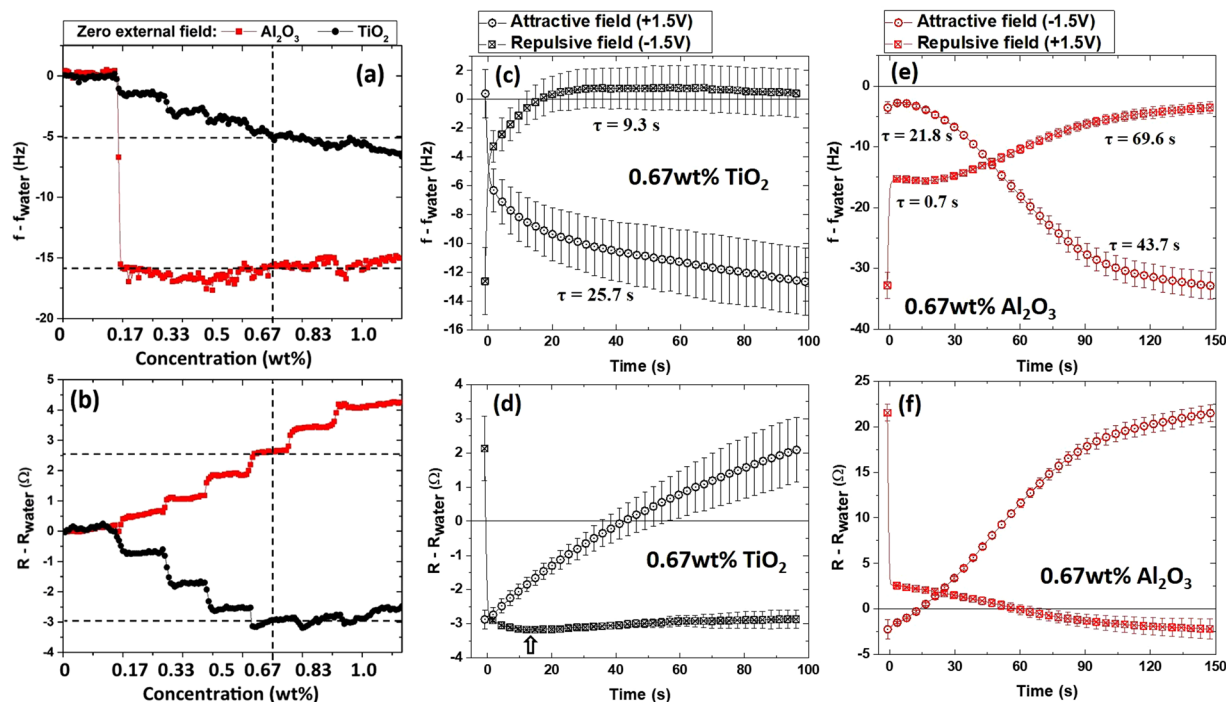 Zero external field: Al2O3 TiO2
(a)
f - fwater (Hz)
0
-5
-10
-15
-20
0 0.17 0.33 0.67 0.83 1.0
Concentration (wt%)
(b)
R - Rwater (Ω)
5
4
3
2
1
0
-1
-2
-3
-4
0 0.17 0.33 0.67 0.83 1.0
Concentration (wt%)
Attractive field (+1.5V)
Repulsive field (-1.5V)
(c)
f - fwater (Hz)
2
0
-2
-4
-6
-8
-10
-12
-14
-16
τ = 9.3 s
0.67wt% TiO2
τ = 25.7 s
0 20 40 60 80 100
Time (s)
(d)
R - Rwater (Ω)
4
3
2
1
0
-1
-2
-3
-4
0.67wt% TiO2
0 20 40 60 80 100
Time (s)
Attractive field (-1.5V)
Repulsive field (+1.5V)
(e)
f - fwater (Hz)
10
0
-10
-20
-30
-40
τ = 21.8 s
τ = 69.6 s
τ = 0.7 s
τ = 43.7 s
0.67wt% Al2O3
0 30 60 90 120 150
Time (s)
(f)
R - Rwater (Ω)
25
20
15
10
5
0
-5
0.67wt% Al2O3
0 30 60 90 120 150
Time (s)